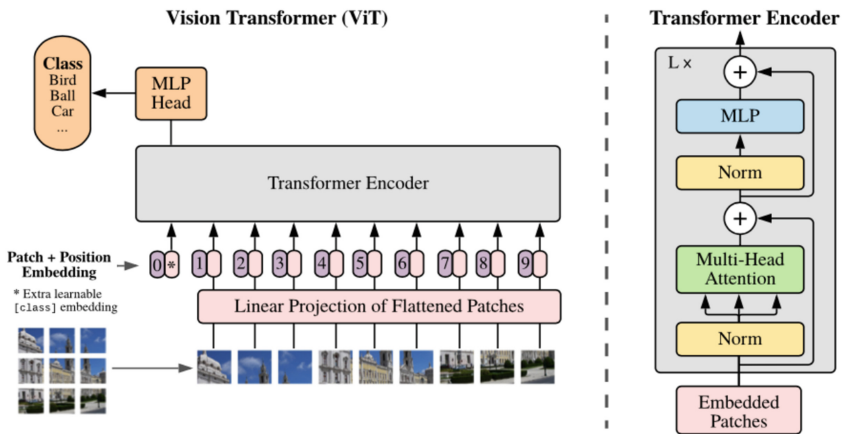 Vision Transformer (ViT)
Class
Bird
Ball
Car
...
MLP
Head
Transformer Encoder
Patch + Position
Embedding
0 * 1 2 3 4 5 6 7 8 9
* Extra learnable
[class] embedding
Linear Projection of Flattened Patches
Transformer Encoder
L x
+
MLP
Norm
+
Multi-Head
Attention
Norm
Embedded
Patches